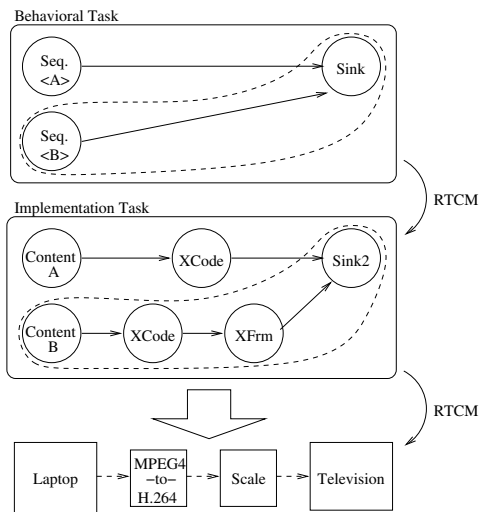 Behavioral Task
Seq.
<A>
Sink
Seq.
<B>
RTCM
Implementation Task
Content
A
XCode
Sink2
Content
B
XCode
XFrm
RTCM
Laptop
MPEG4
−to−
H.264
Scale
Television